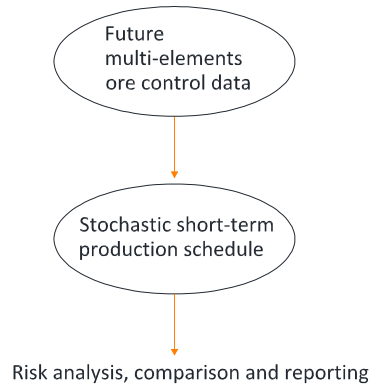 Future
multi-elements
ore control data
Stochastic short-term
production schedule
Risk analysis, comparison and reporting